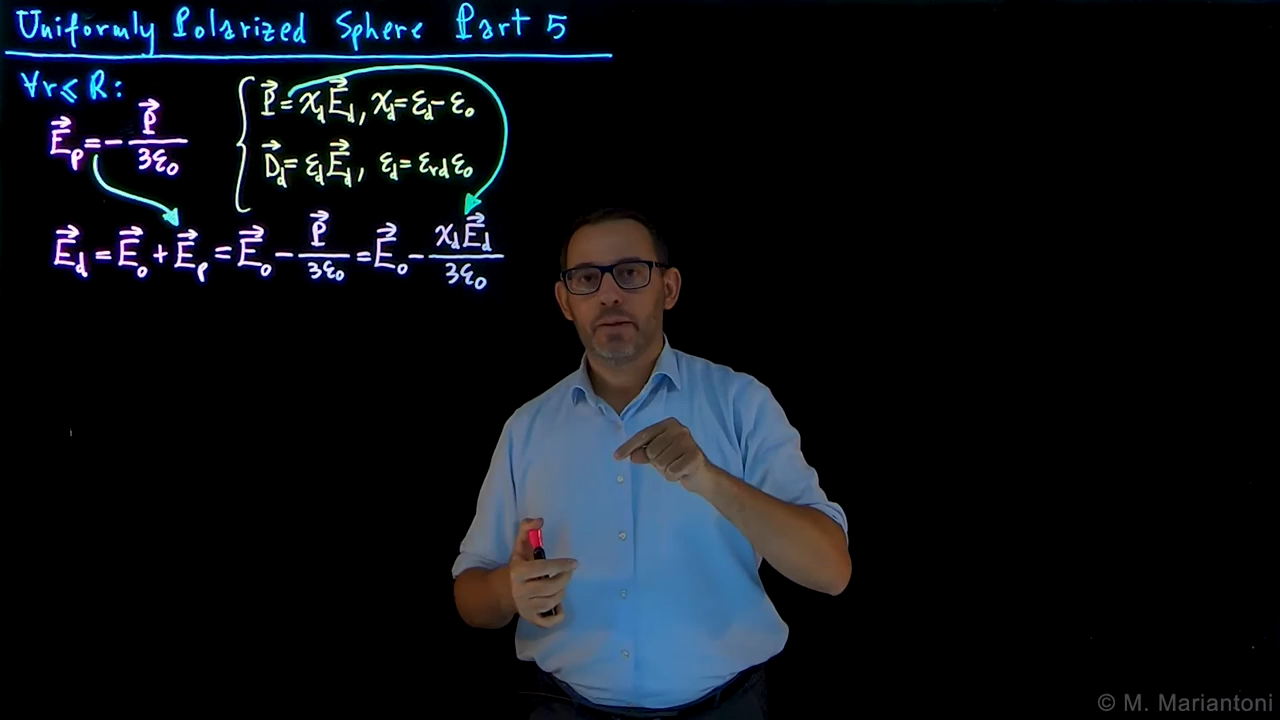 Uniformly Polarized Sphere Part 5
∀r ≤ R:
E⃗p = − P⃗ / 3ε₀
P⃗ = χd E⃗d, χd = εd − ε₀
D⃗d = εd E⃗d, εd = εrd ε₀
E⃗d = E⃗₀ + E⃗p = E⃗₀ − P⃗ / 3ε₀ = E⃗₀ − χd E⃗d / 3ε₀
© M. Mariantoni